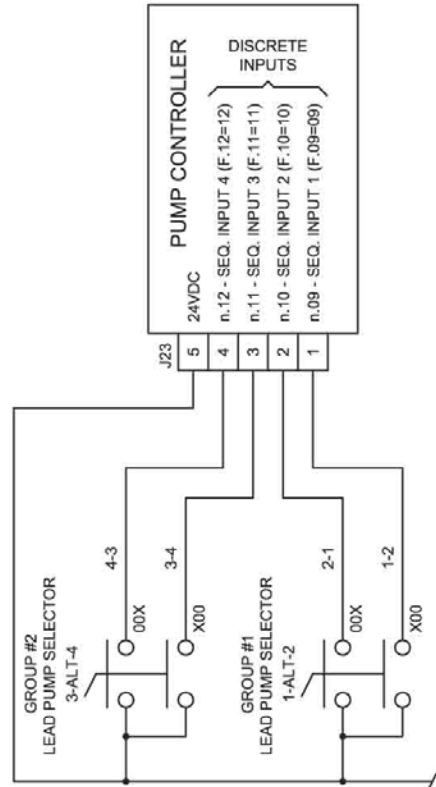 PUMP CONTROLLER
DISCRETE
INPUTS
J23
5
24VDC
4
n.12 - SEQ. INPUT 4 (F.12=12)
3
n.11 - SEQ. INPUT 3 (F.11=11)
2
n.10 - SEQ. INPUT 2 (F.10=10)
1
n.09 - SEQ. INPUT 1 (F.09=09)
GROUP #2
LEAD PUMP SELECTOR
3-ALT-4
4-3
00X
3-4
X00
GROUP #1
LEAD PUMP SELECTOR
1-ALT-2
2-1
00X
1-2
X00